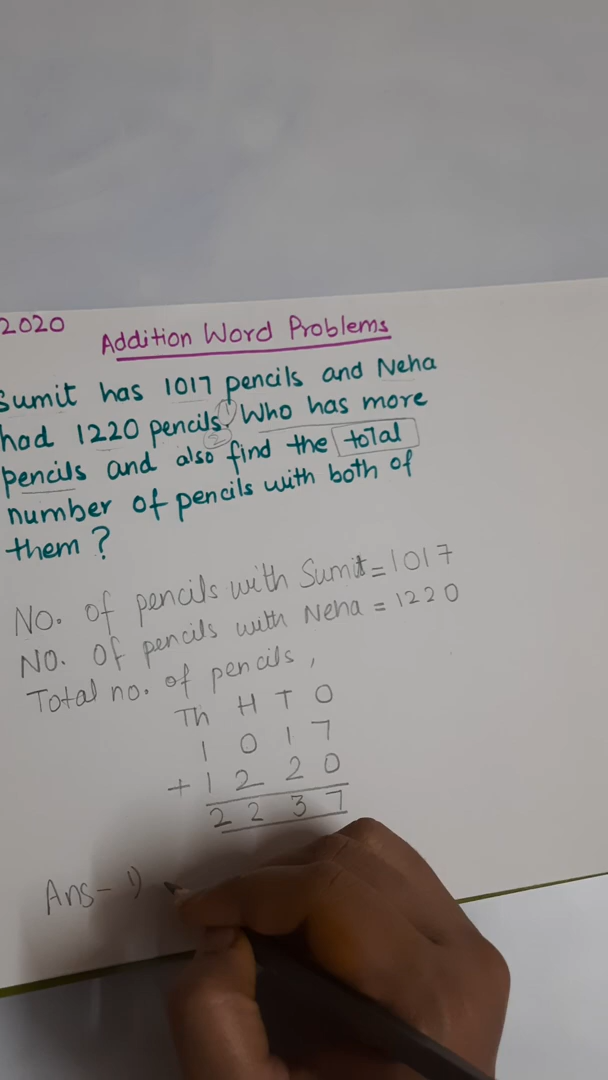 2020
Addition Word Problems
Sumit has 1017 pencils and Neha
had 1220 pencils. ① Who has more
pencils and also ② find the total
number of pencils with both of
them ?
NO. of pencils with Sumit = 1017
NO. of pencils with Neha = 1220
Total no. of pencils,
Th H T O
1 0 1 7
+ 1 2 2 0
2 2 3 7
Ans- 1)